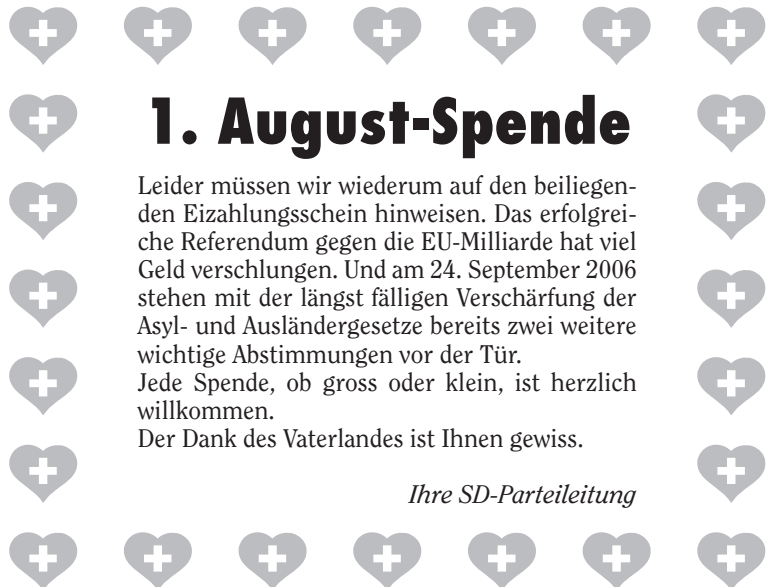 1. August-Spende
Leider müssen wir wiederum auf den beiliegen-
den Eizahlungsschein hinweisen. Das erfolgrei-
che Referendum gegen die EU-Milliarde hat viel
Geld verschlungen. Und am 24. September 2006
stehen mit der längst fälligen Verschärfung der
Asyl- und Ausländergesetze bereits zwei weitere
wichtige Abstimmungen vor der Tür.
Jede Spende, ob gross oder klein, ist herzlich
willkommen.
Der Dank des Vaterlandes ist Ihnen gewiss.
Ihre SD-Parteileitung